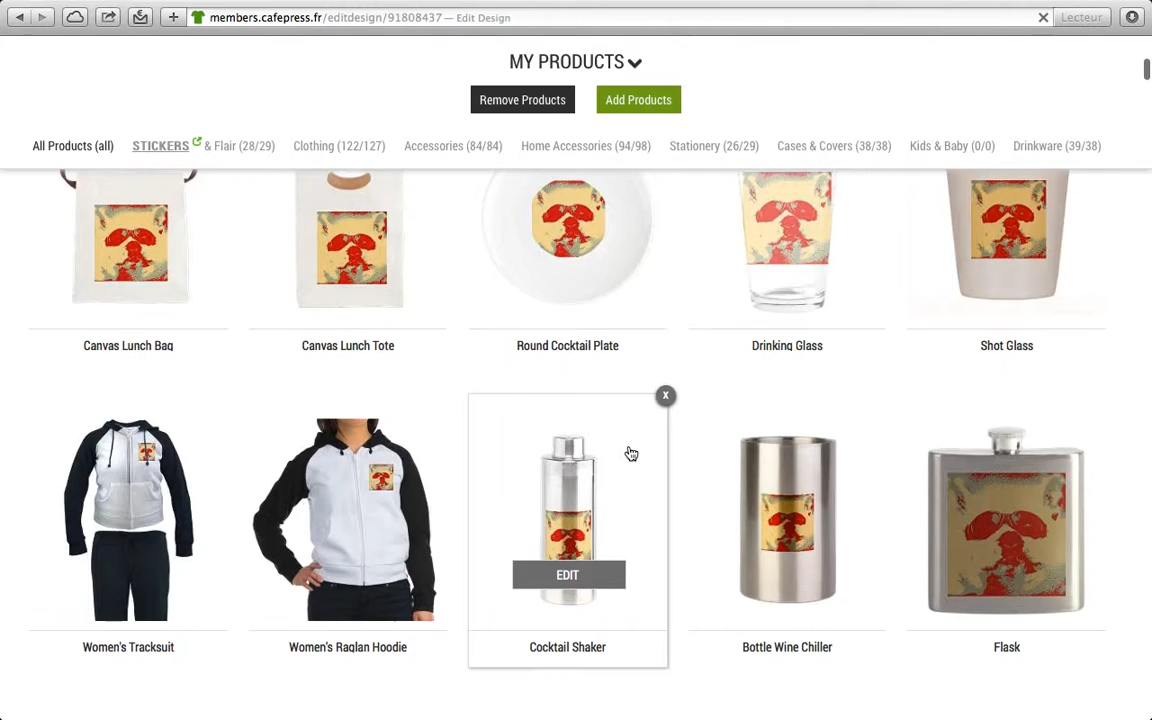 members.cafepress.fr/editdesign/91808437 — Edit Design
Lecteur
MY PRODUCTS
Remove Products
Add Products
All Products (all) STICKERS & Flair (28/29) Clothing (122/127) Accessories (84/84) Home Accessories (94/98) Stationery (26/29) Cases & Covers (38/38) Kids & Baby (0/0) Drinkware (39/38)
Canvas Lunch Bag
Canvas Lunch Tote
Round Cocktail Plate
Drinking Glass
Shot Glass
X
EDIT
Women's Tracksuit
Women's Raglan Hoodie
Cocktail Shaker
Bottle Wine Chiller
Flask